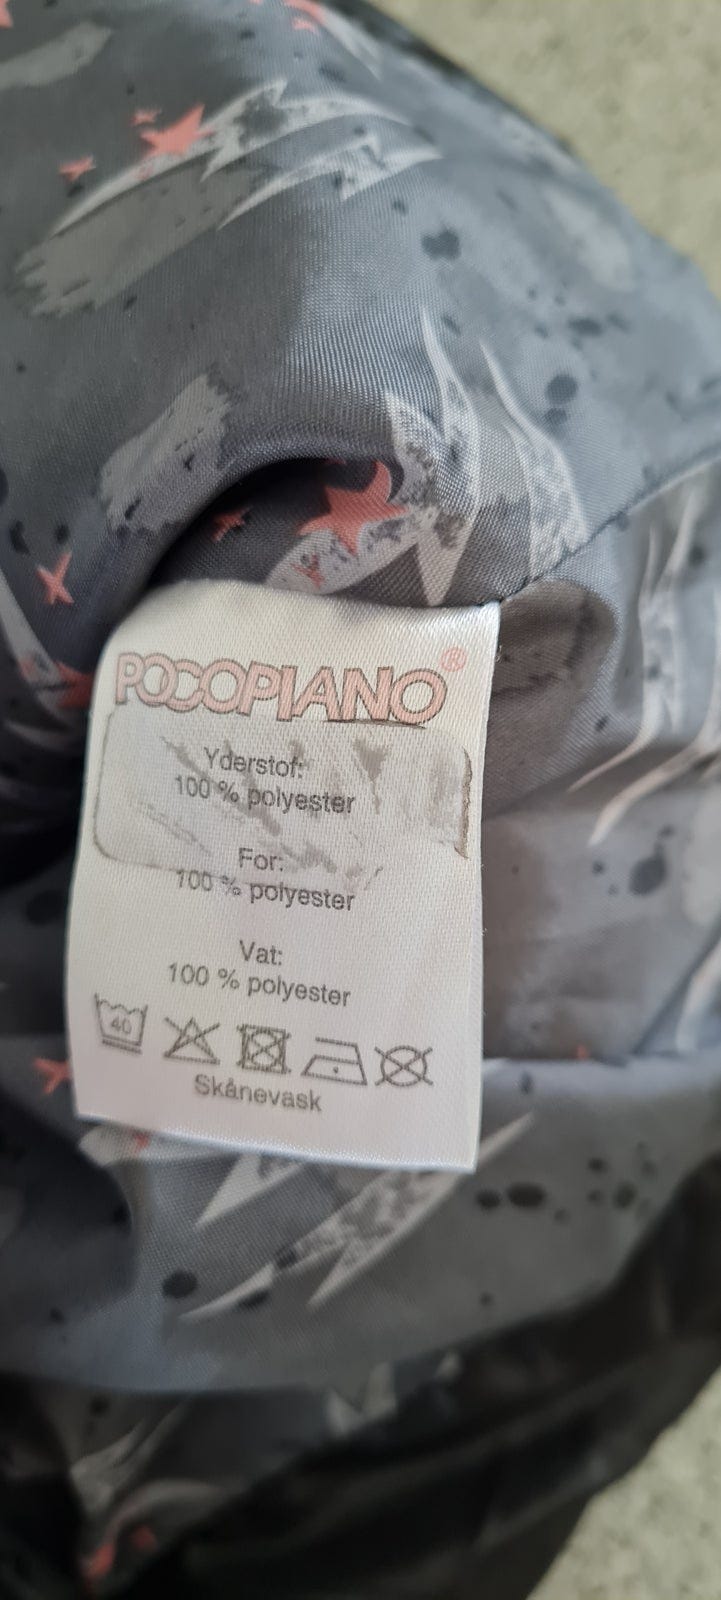 POCOPIANO®
Yderstof:
100 % polyester
For:
100 % polyester
Vat:
100 % polyester
40
Skånevask